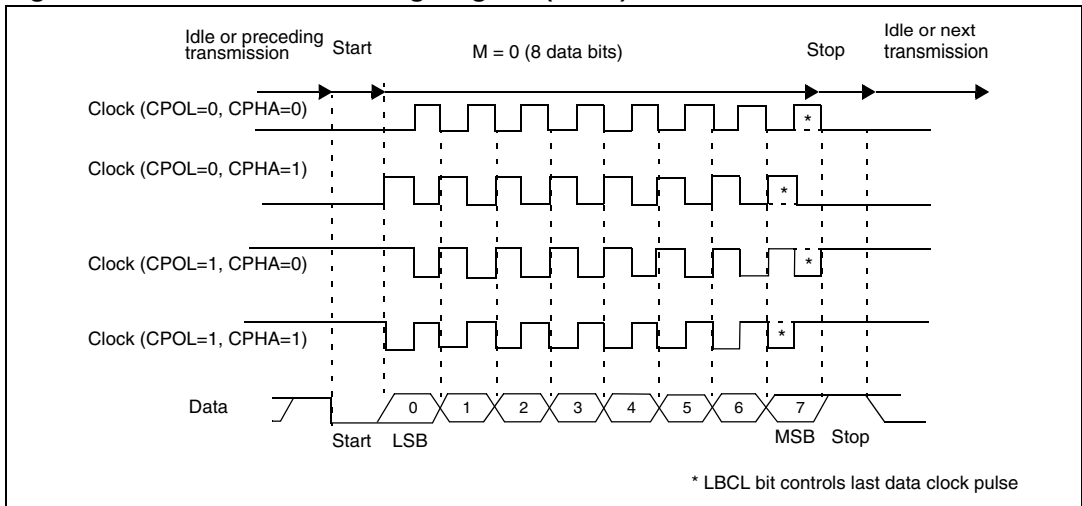 Idle or preceding transmission
Start
M = 0 (8 data bits)
Stop
Idle or next transmission
Clock (CPOL=0, CPHA=0)
*
Clock (CPOL=0, CPHA=1)
*
Clock (CPOL=1, CPHA=0)
*
Clock (CPOL=1, CPHA=1)
*
Data
0 1 2 3 4 5 6 7
Start LSB MSB Stop
* LBCL bit controls last data clock pulse